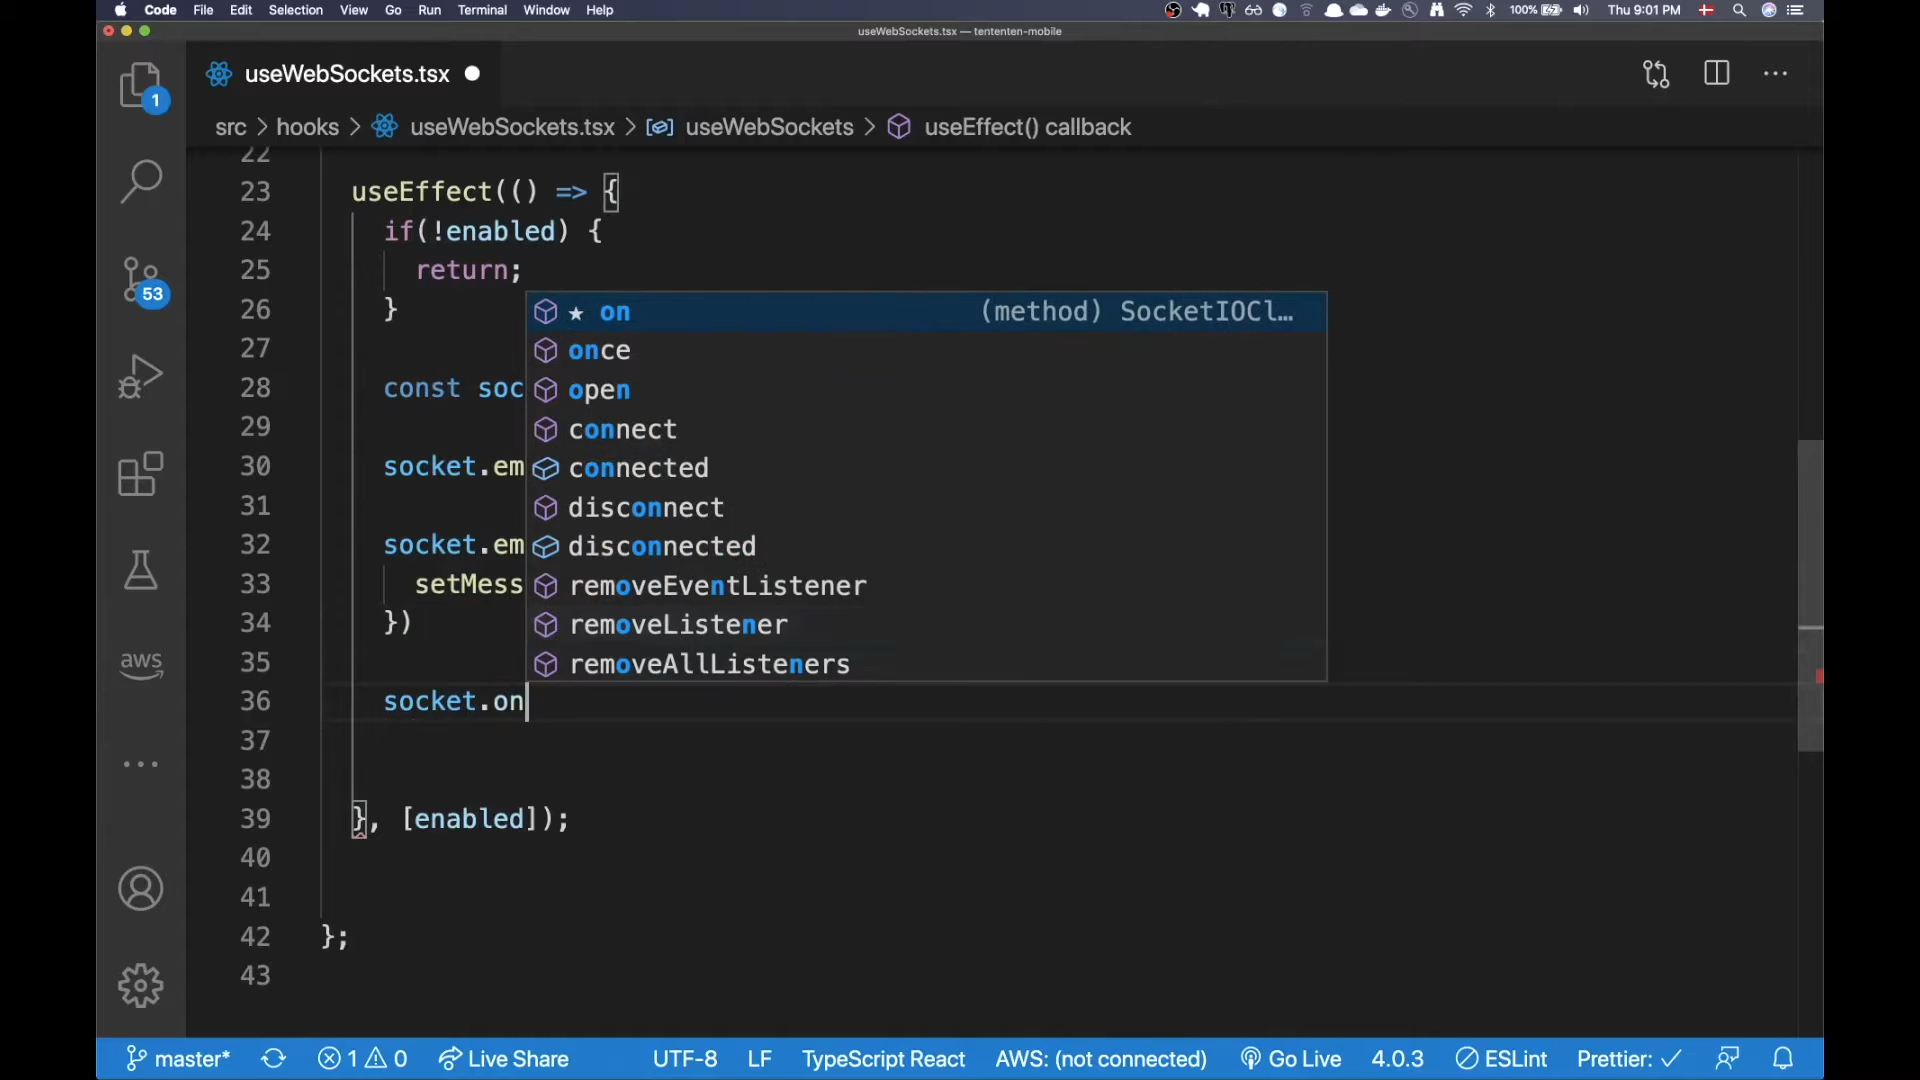 Code File Edit Selection View Go Run Terminal Window Help 100% Thu 9:01 PM
useWebSockets.tsx — tententen-mobile
useWebSockets.tsx
1
src > hooks > useWebSockets.tsx > useWebSockets > useEffect() callback
22
23 useEffect(() => {
24 if(!enabled) {
25 return;
26 }
27
28 const soc
29
30 socket.em
31
32 socket.em
33 setMess
34 })
35
36 socket.on
37
38
39 }, [enabled]);
40
41
42 };
43
★ on (method) SocketIOCl…
once
open
connect
connected
disconnect
disconnected
removeEventListener
removeListener
removeAllListeners
53
aws
master* 1 0 Live Share UTF-8 LF TypeScript React AWS: (not connected) Go Live 4.0.3 ESLint Prettier: ✓